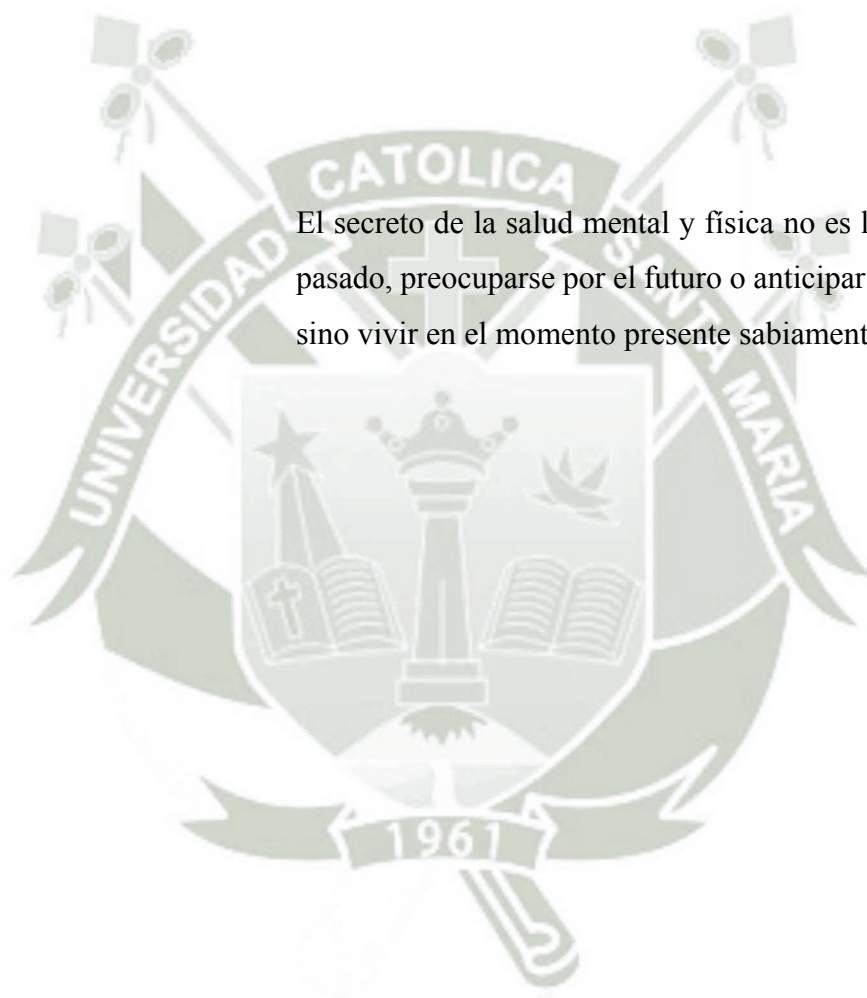 UNIVERSIDAD CATOLICA SANTA MARIA
El secreto de la salud mental y física no es
pasado, preocuparse por el futuro o anticipar
sino vivir en el momento presente
1961